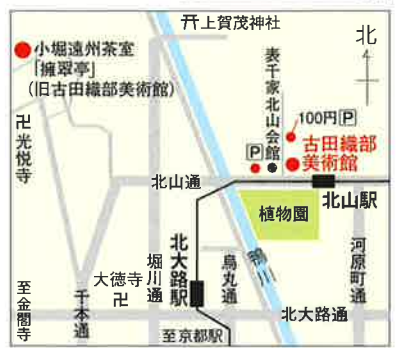 上賀茂神社
北
小堀遠州茶室
「擁翠亭」
(旧古田織部美術館)
表千家北山会館
100円P
P
古田織部
美術館
卍光悦寺
北山通
北山駅
植物園
鴨川
北大路駅
堀川通
大徳寺
卍
烏丸通
河原町通
至金閣寺
千本通
北大路通
至京都駅